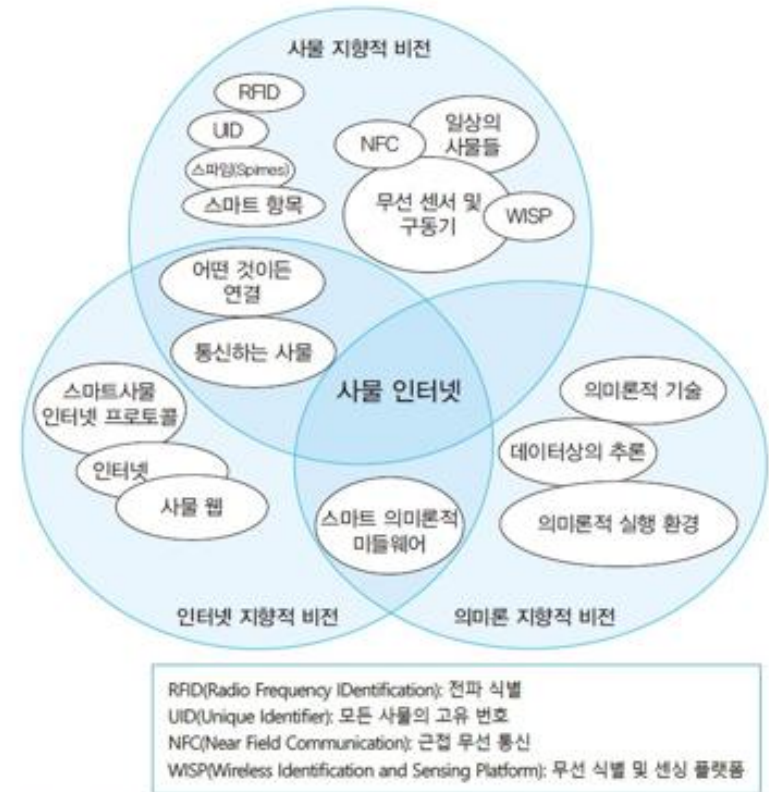 사물 지향적 비전
RFID
UID
스파임(Spimes)
스마트 항목
NFC
일상의
사물들
무선 센서 및
구동기
WISP
어떤 것이든
연결
통신하는 사물
사물 인터넷
스마트사물
인터넷 프로토콜
인터넷
사물 웹
의미론적 기술
데이터상의 추론
의미론적 실행 환경
스마트 의미론적
미들웨어
인터넷 지향적 비전
의미론 지향적 비전
RFID(Radio Frequency IDentification): 전파 식별
UID(Unique Identifier): 모든 사물의 고유 번호
NFC(Near Field Communication): 근접 무선 통신
WISP(Wireless Identification and Sensing Platform): 무선 식별 및 센싱 플랫폼